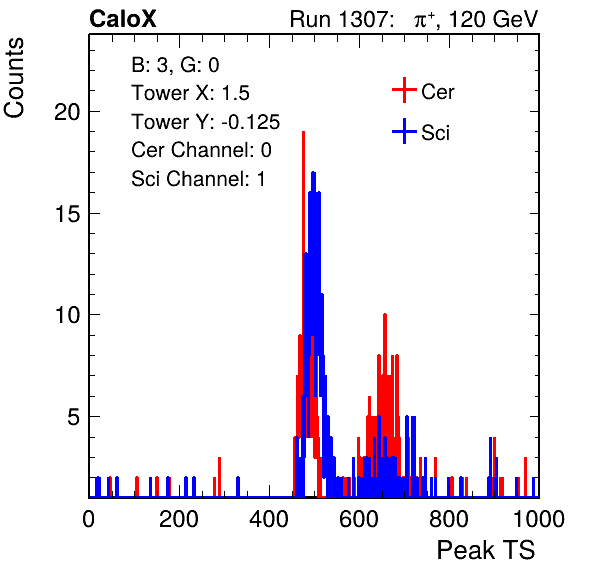 CaloX Run 1307: π+, 120 GeV
Counts
B: 3, G: 0
Tower X: 1.5
Tower Y: -0.125
Cer Channel: 0
Sci Channel: 1
Cer
Sci
20
15
10
5
0 200 400 600 800 1000
Peak TS